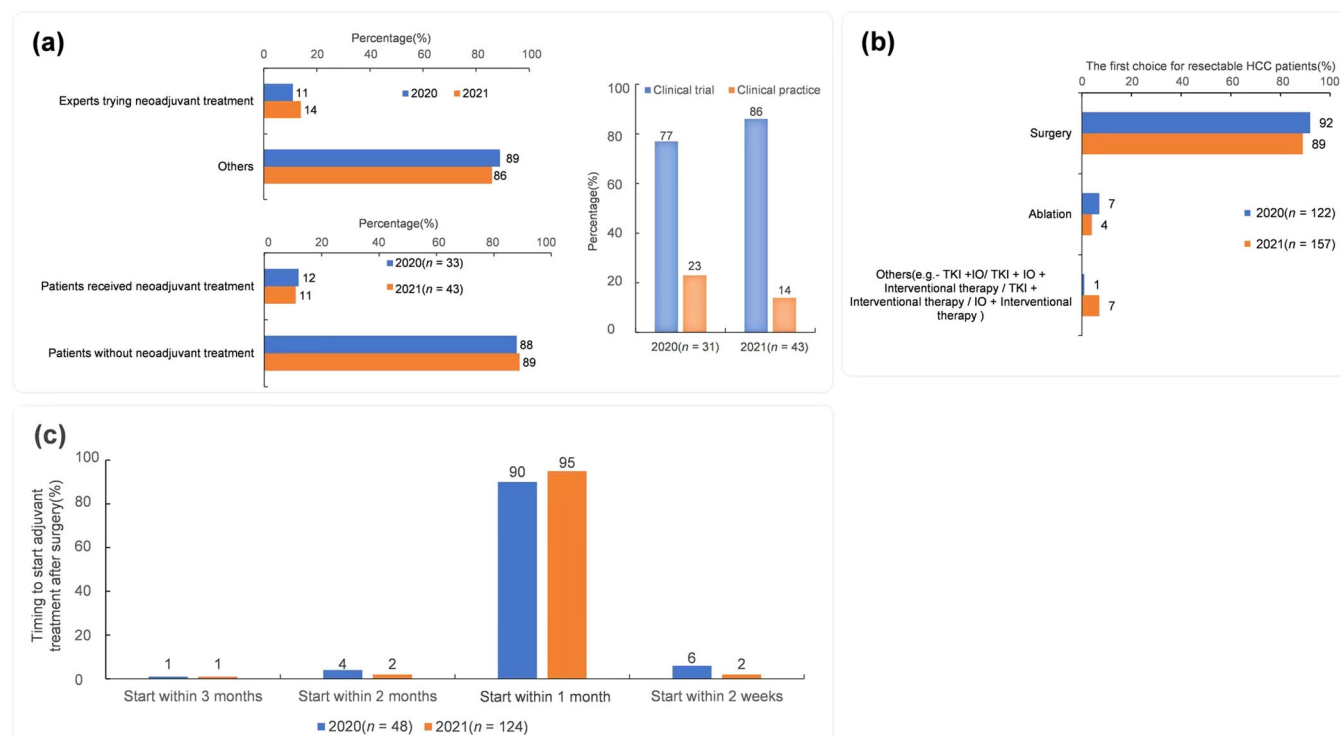 (a)
Percentage(%)
0 20 40 60 80 100
Experts trying neoadjuvant treatment
11
14
2020 2021
Others
89
86
Percentage(%)
0 20 40 60 80 100
2020(n = 33)
2021(n = 43)
Patients received neoadjuvant treatment
12
11
Patients without neoadjuvant treatment
88
89
Percentage(%)
100
80
60
40
20
0
Clinical trial Clinical practice
77
23
86
14
2020(n = 31) 2021(n = 43)
(b)
The first choice for resectable HCC patients(%)
0 20 40 60 80 100
Surgery
92
89
Ablation
7
4
2020(n = 122)
2021(n = 157)
Others(e.g.- TKI +IO/ TKI + IO +
Interventional therapy / TKI +
Interventional therapy / IO + Interventional
therapy )
1
7
(c)
Timing to start adjuvant
treatment after surgery(%)
100
80
60
40
20
0
1 1
4 2
90 95
6 2
Start within 3 months Start within 2 months Start within 1 month Start within 2 weeks
2020(n = 48) 2021(n = 124)